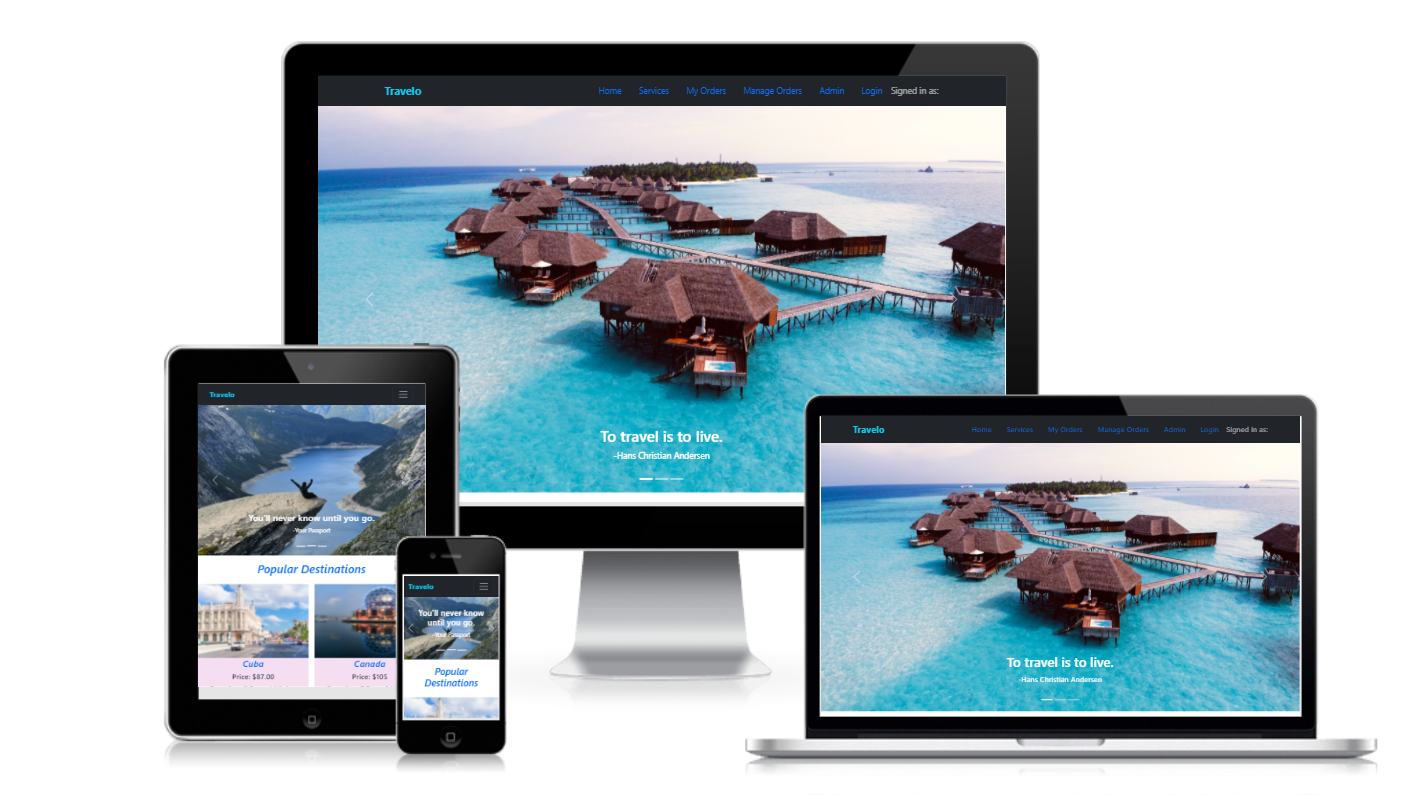 Travelo Home Services My Orders Manage Orders Admin Login Signed in as:
To travel is to live.
-Hans Christian Andersen
Travelo
You'll never know until you go.
-Your Passport
Popular Destinations
Cuba
Price: $87.00
Canada
Price: $105
Travelo
You'll never know
until you go.
-Your Passport
Popular
Destinations
Travelo Home Services My Orders Manage Orders Admin Login Signed in as:
To travel is to live.
-Hans Christian Andersen